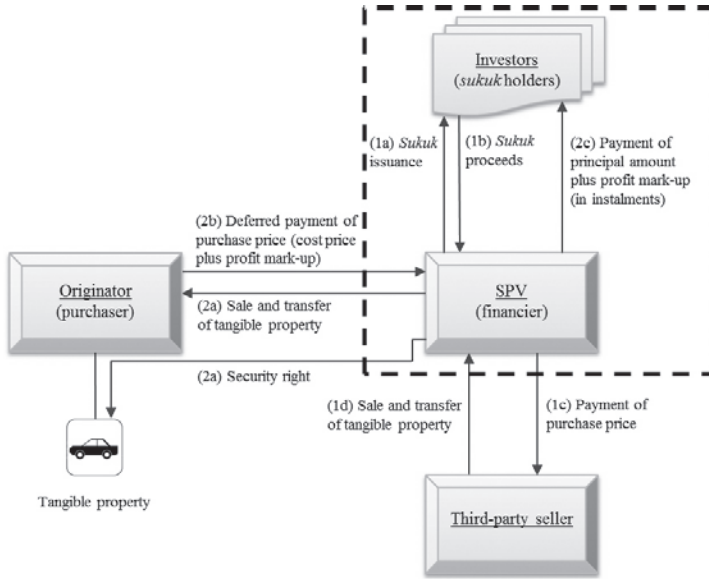 Investors
(sukuk holders)
(1a) Sukuk
issuance
(1b) Sukuk
proceeds
(2c) Payment of
principal amount
plus profit mark-up
(in instalments)
(2b) Deferred payment of
purchase price (cost price
plus profit mark-up)
Originator
(purchaser)
SPV
(financier)
(2a) Sale and transfer
of tangible property
(2a) Security right
(1d) Sale and transfer
of tangible property
(1c) Payment of
purchase price
Tangible property
Third-party seller